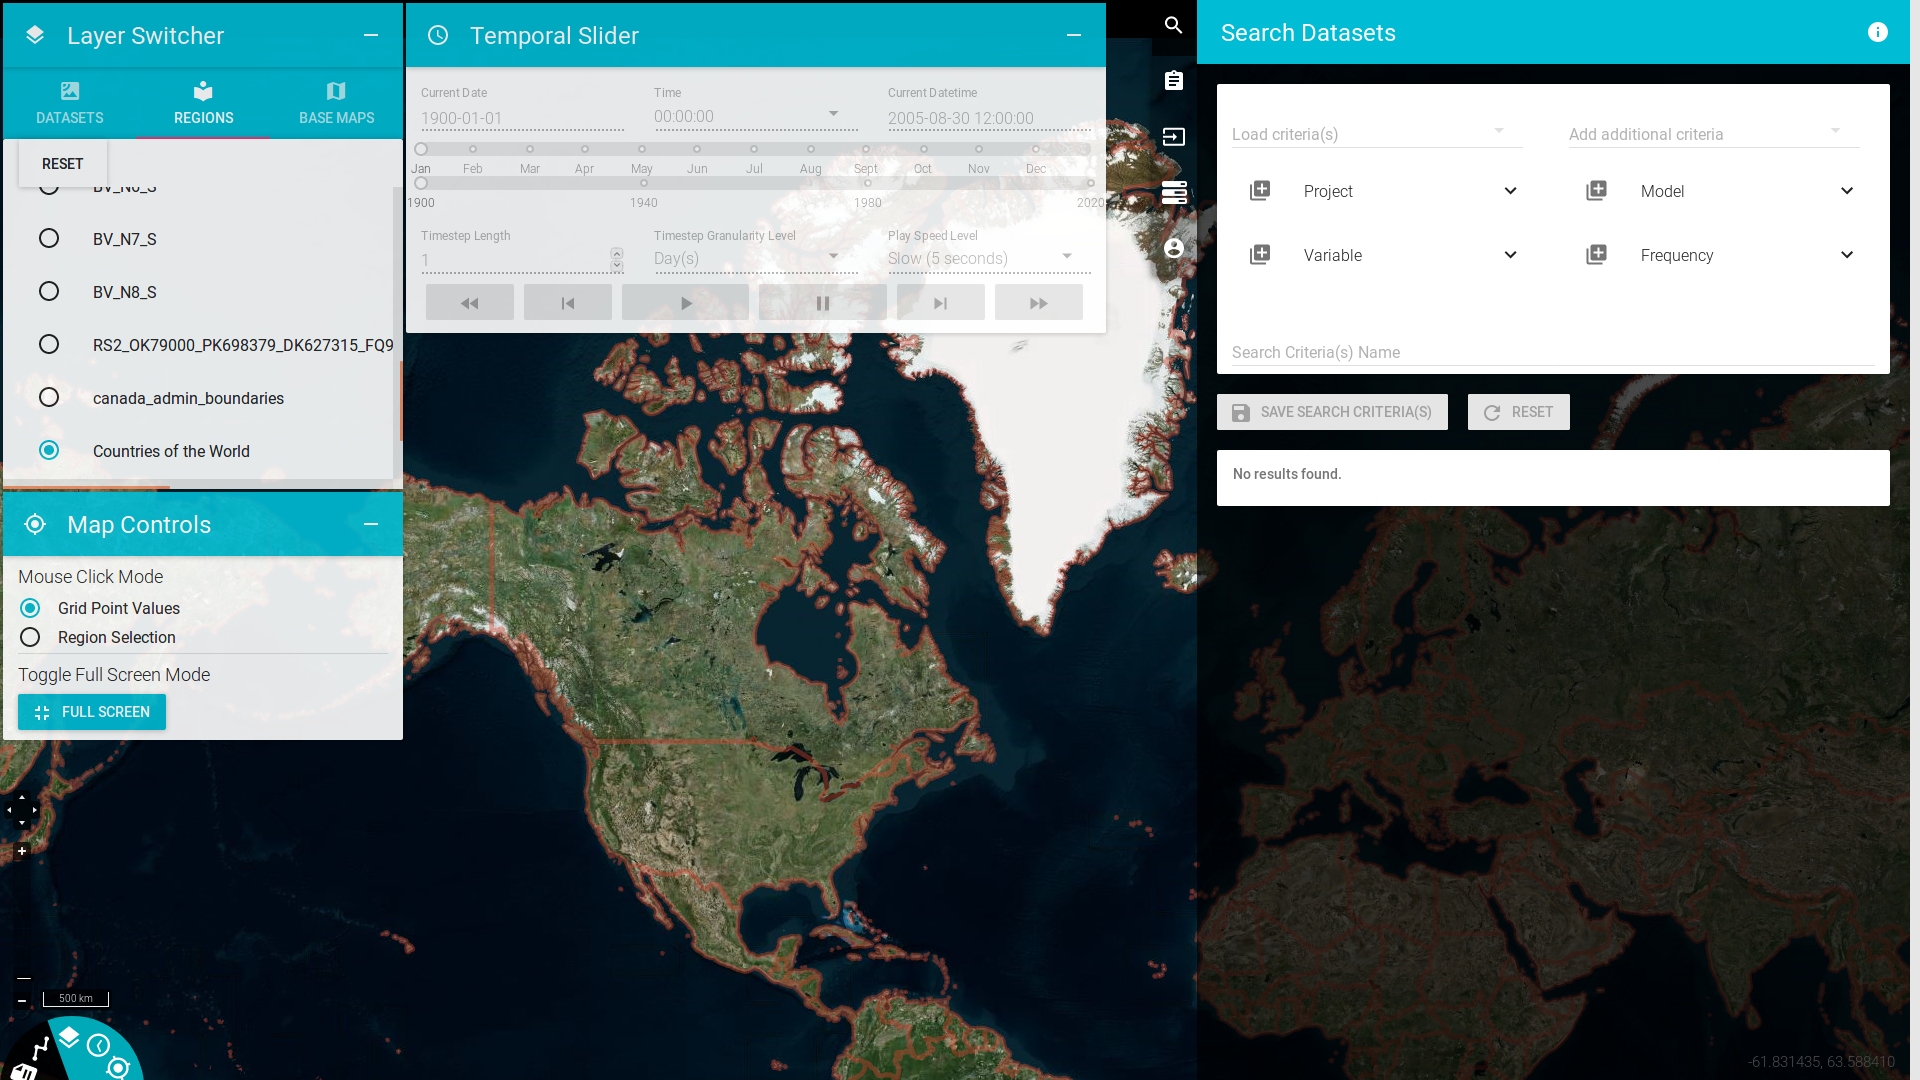 Layer Switcher
DATASETS
REGIONS
BASE MAPS
RESET
BV_N6_S
BV_N7_S
BV_N8_S
RS2_OK79000_PK698379_DK627315_FQ9
canada_admin_boundaries
Countries of the World
Map Controls
Mouse Click Mode
Grid Point Values
Region Selection
Toggle Full Screen Mode
FULL SCREEN
500 km
Temporal Slider
Current Date
Time
Current Datetime
1900-01-01
00:00:00
2005-08-30 12:00:00
Jan Feb Mar Apr May Jun Jul Aug Sept Oct Nov Dec
1900 1940 1980 2020
Timestep Length
Timestep Granularity Level
Play Speed Level
1
Day(s)
Slow (5 seconds)
Search Datasets
Load criteria(s)
Add additional criteria
Project
Model
Variable
Frequency
Search Criteria(s) Name
SAVE SEARCH CRITERIA(S)
RESET
No results found.
-61.831435, 63.588410